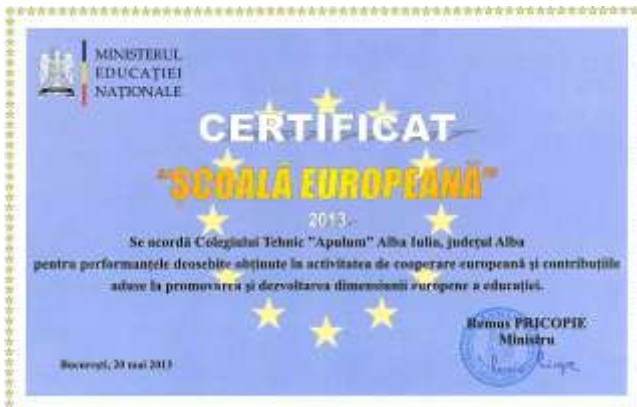 MINISTERUL
EDUCAȚIEI
NAȚIONALE
CERTIFICAT
"ȘCOALĂ EUROPEANĂ"
2013
Se acordă Colegiului Tehnic "Apulum" Alba Iulia, județul Alba
pentru performanțele deosebite obținute în activitatea de cooperare europeană și contribuțiile
aduse la promovarea și dezvoltarea dimensiunii europene a educației.
Remus PRICOPIE
Ministru
București, 20 mai 2013